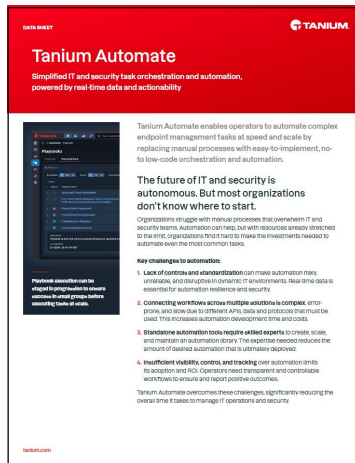 DATA SHEET
TANIUM
Tanium Automate
Simplified IT and security task orchestration and automation,
powered by real-time data and actionability
Tanium Automate enables operators to automate complex
endpoint management tasks at speed and scale by
replacing manual processes with easy-to-implement, no-
to low-code orchestration and automation.
Playbooks
The future of IT and security is
autonomous. But most organizations
don't know where to start.
Organizations struggle with manual processes that overwhelm IT and
security teams. Automation can help, but with resources already stretched
to the limit, organizations find it hard to make the investments needed to
automate even the most common tasks.
Playbook execution can be
staged in progression to ensure
success in small groups before
executing tasks at scale.
Key challenges to automation:
1. Lack of controls and standardization can make automation risky,
unreliable, and disruptive in dynamic IT environments. Real-time data is
essential for automation resilience and security.
2. Connecting workflows across multiple solutions is complex, error-
prone, and slow due to different APIs, data and protocols that must be
used. This increases automation development time and costs.
3. Standalone automation tools require skilled experts to create, scale,
and maintain an automation library. The expertise needed reduces the
amount of desired automation that is ultimately deployed.
4. Insufficient visibility, control, and tracking over automation limits
its adoption and ROI. Operators need transparent and controllable
workflows to ensure and report positive outcomes.
Tanium Automate overcomes these challenges, significantly reducing the
overall time it takes to manage IT operations and security.
tanium.com